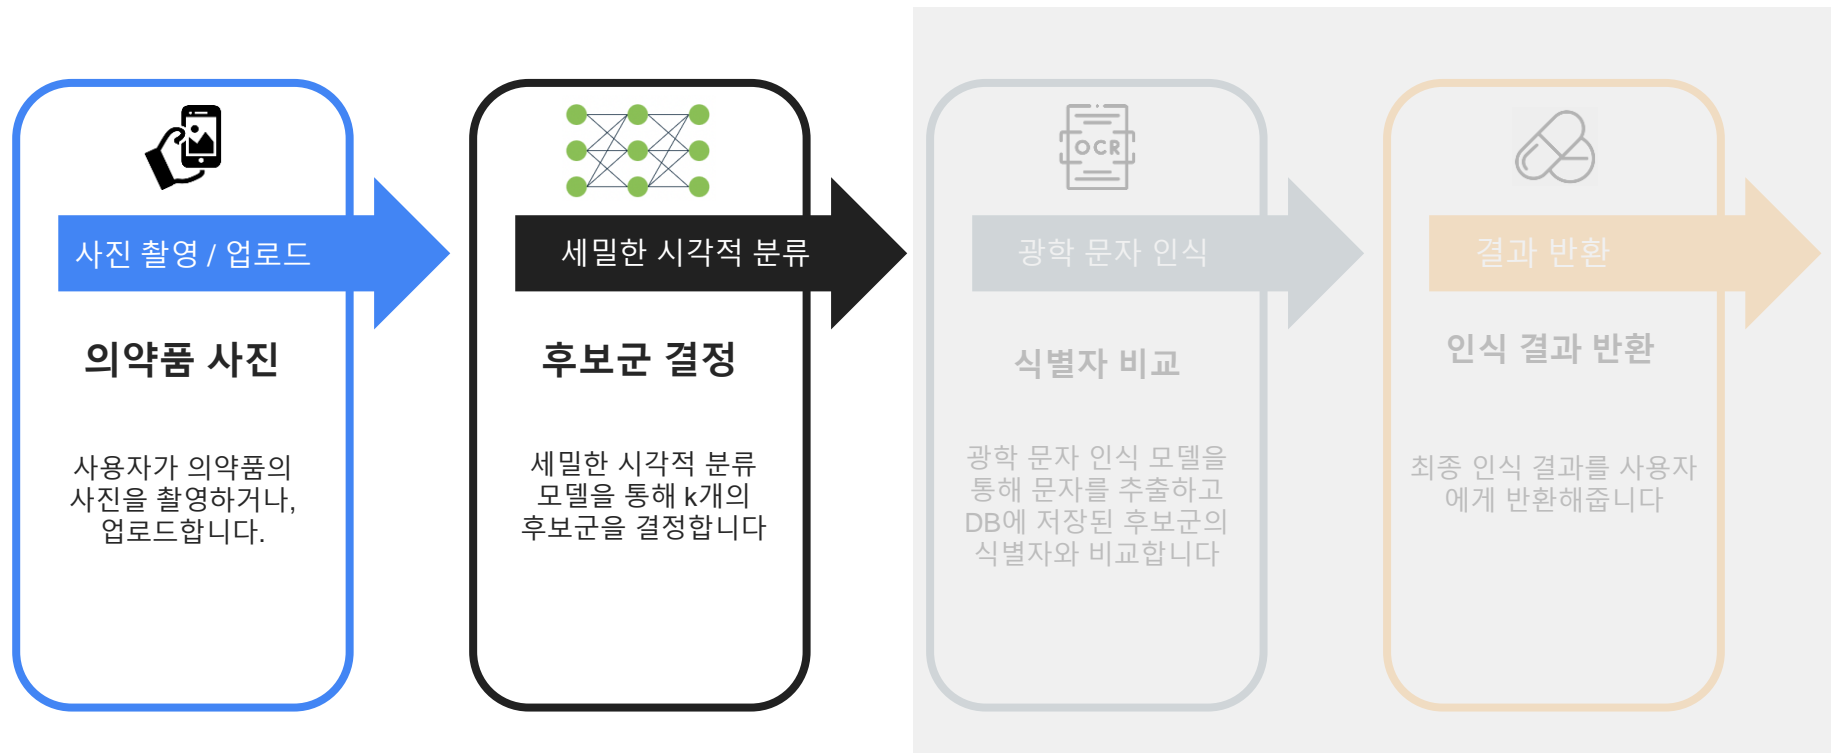 사진 촬영 / 업로드
의약품 사진
사용자가 의약품의
사진을 촬영하거나,
업로드합니다.
세밀한 시각적 분류
후보군 결정
세밀한 시각적 분류
모델을 통해 k개의
후보군을 결정합니다
OCR
광학 문자 인식
식별자 비교
광학 문자 인식 모델을
통해 문자를 추출하고
DB에 저장된 후보군의
식별자와 비교합니다
결과 반환
인식 결과 반환
최종 인식 결과를 사용자
에게 반환해줍니다